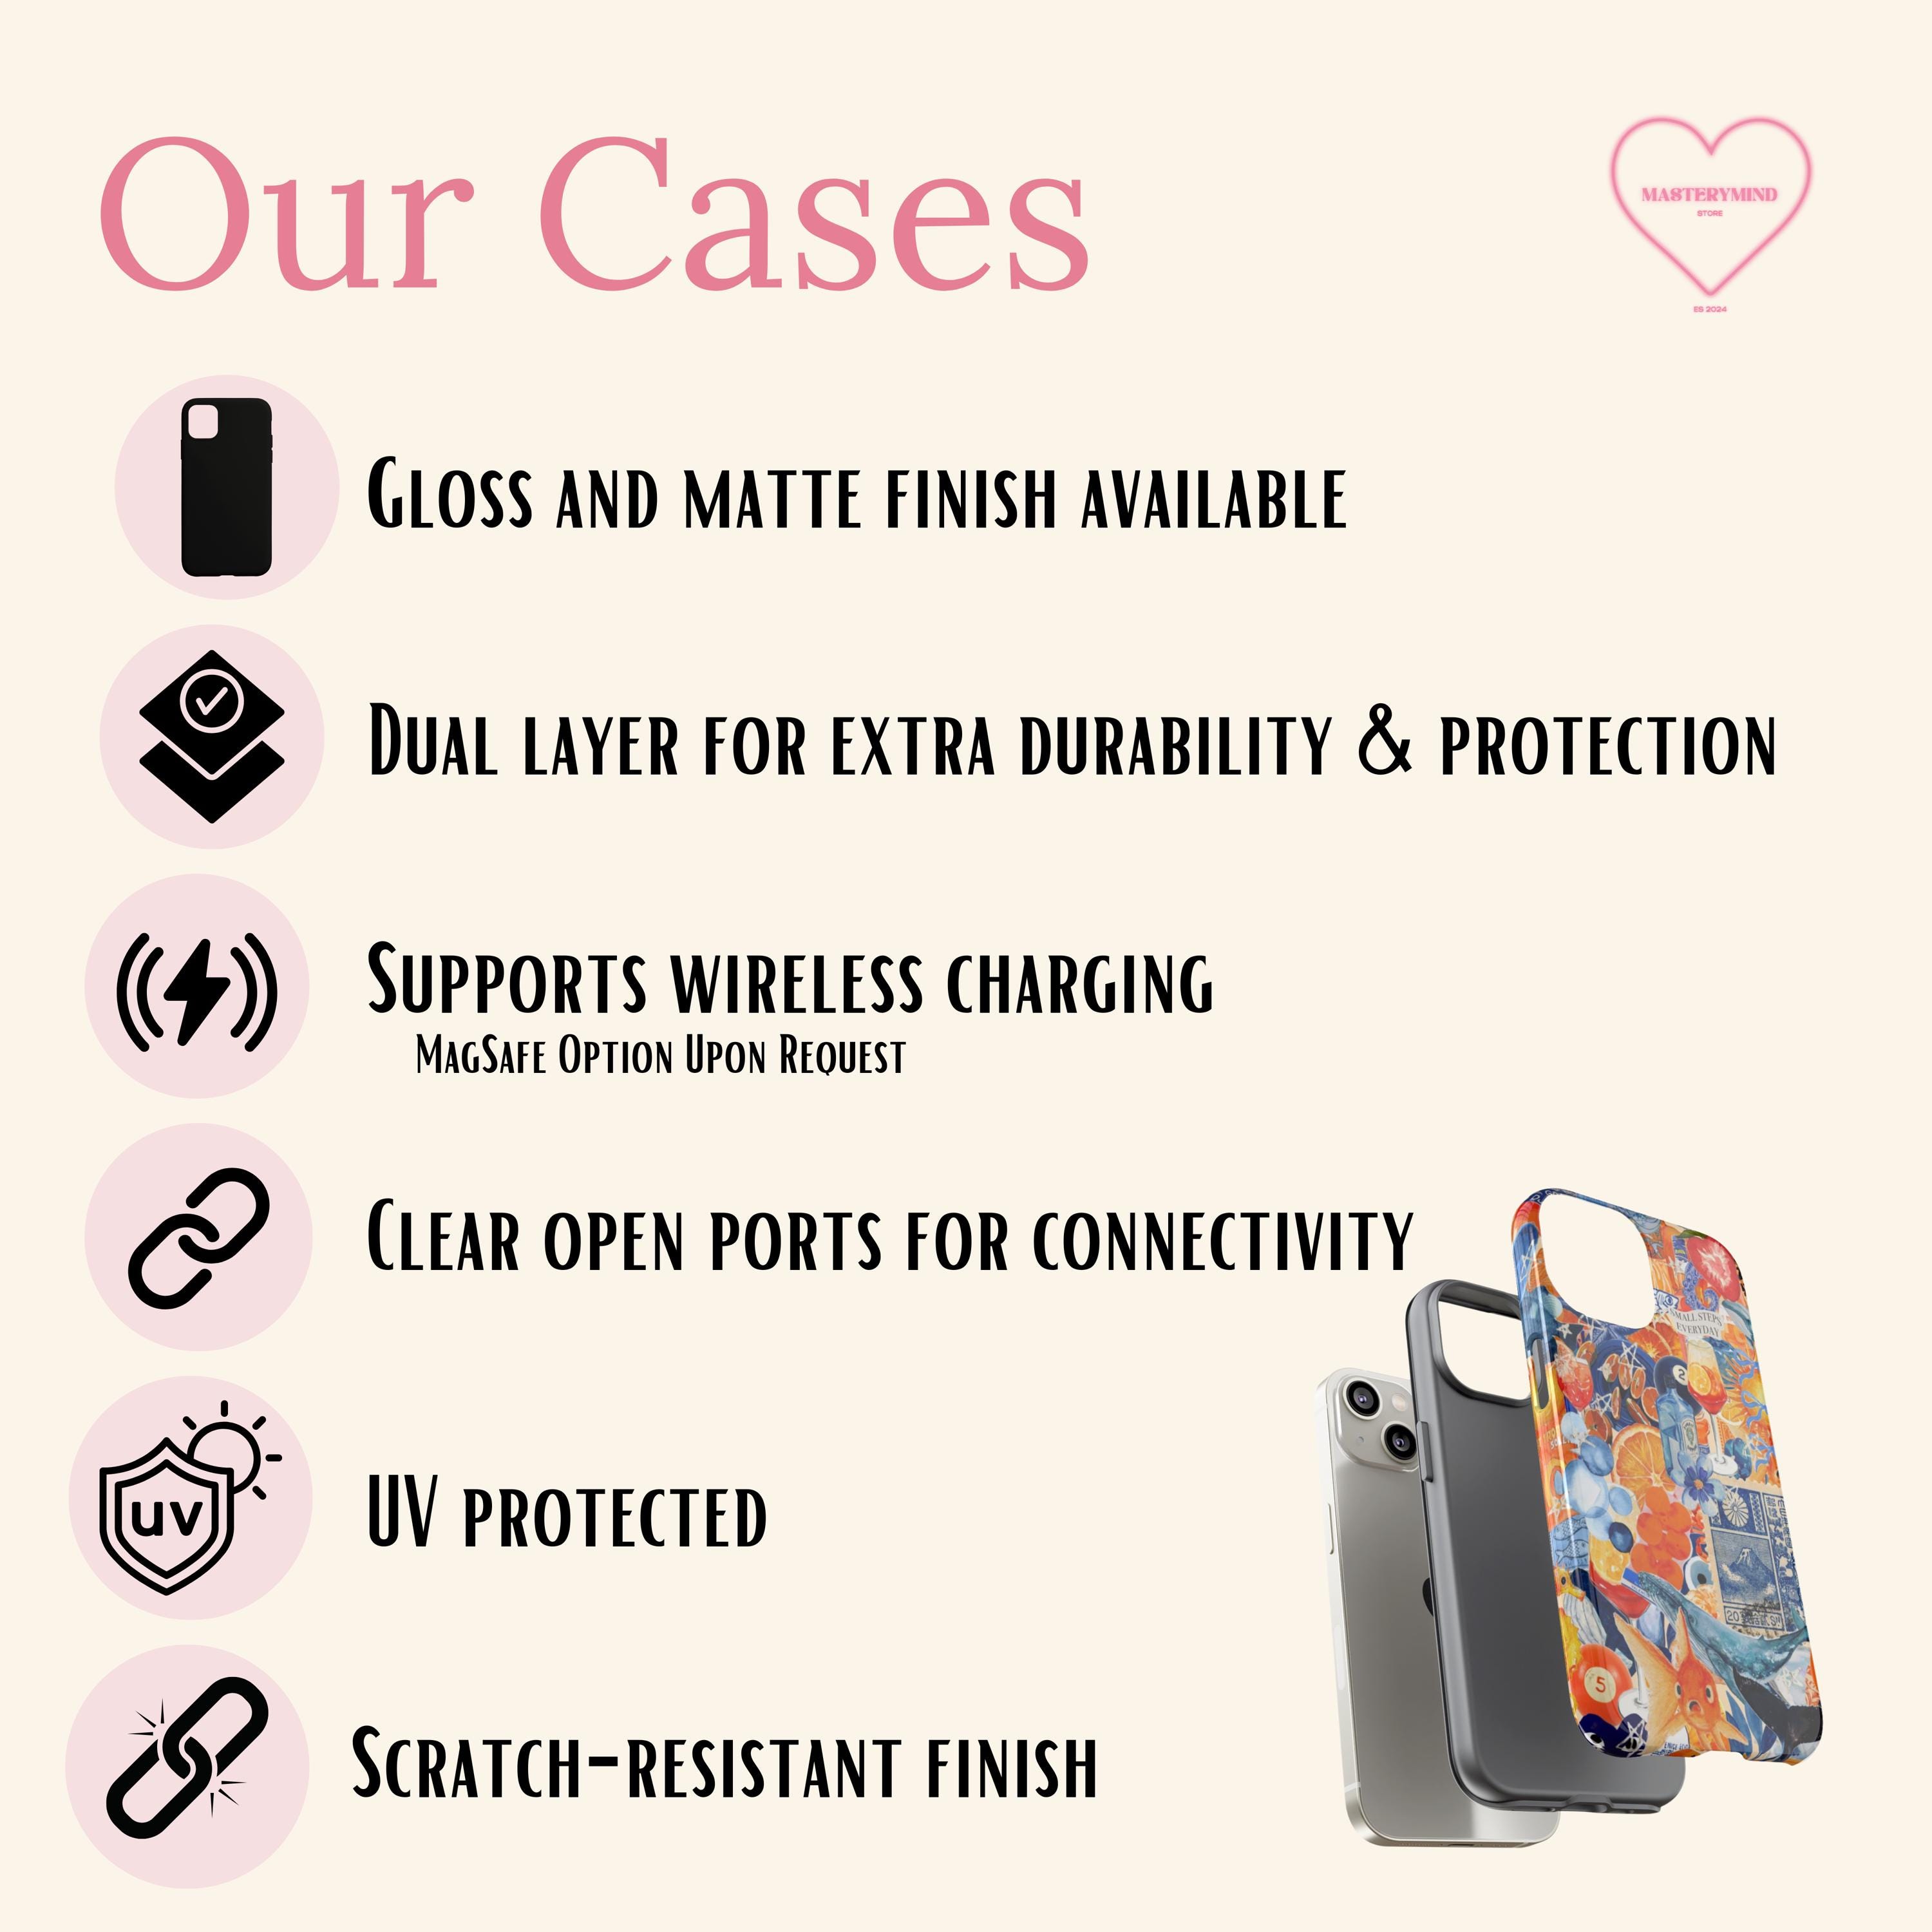 Our Cases
MASTERYMIND
STORE
ES 2024
Gloss and matte finish available
Dual layer for extra durability & protection
Supports wireless charging
MagSafe Option Upon Request
Clear open ports for connectivity
SMALL STEPS
EVERYDAY
2
UV protected
uv
5
Scratch-resistant finish